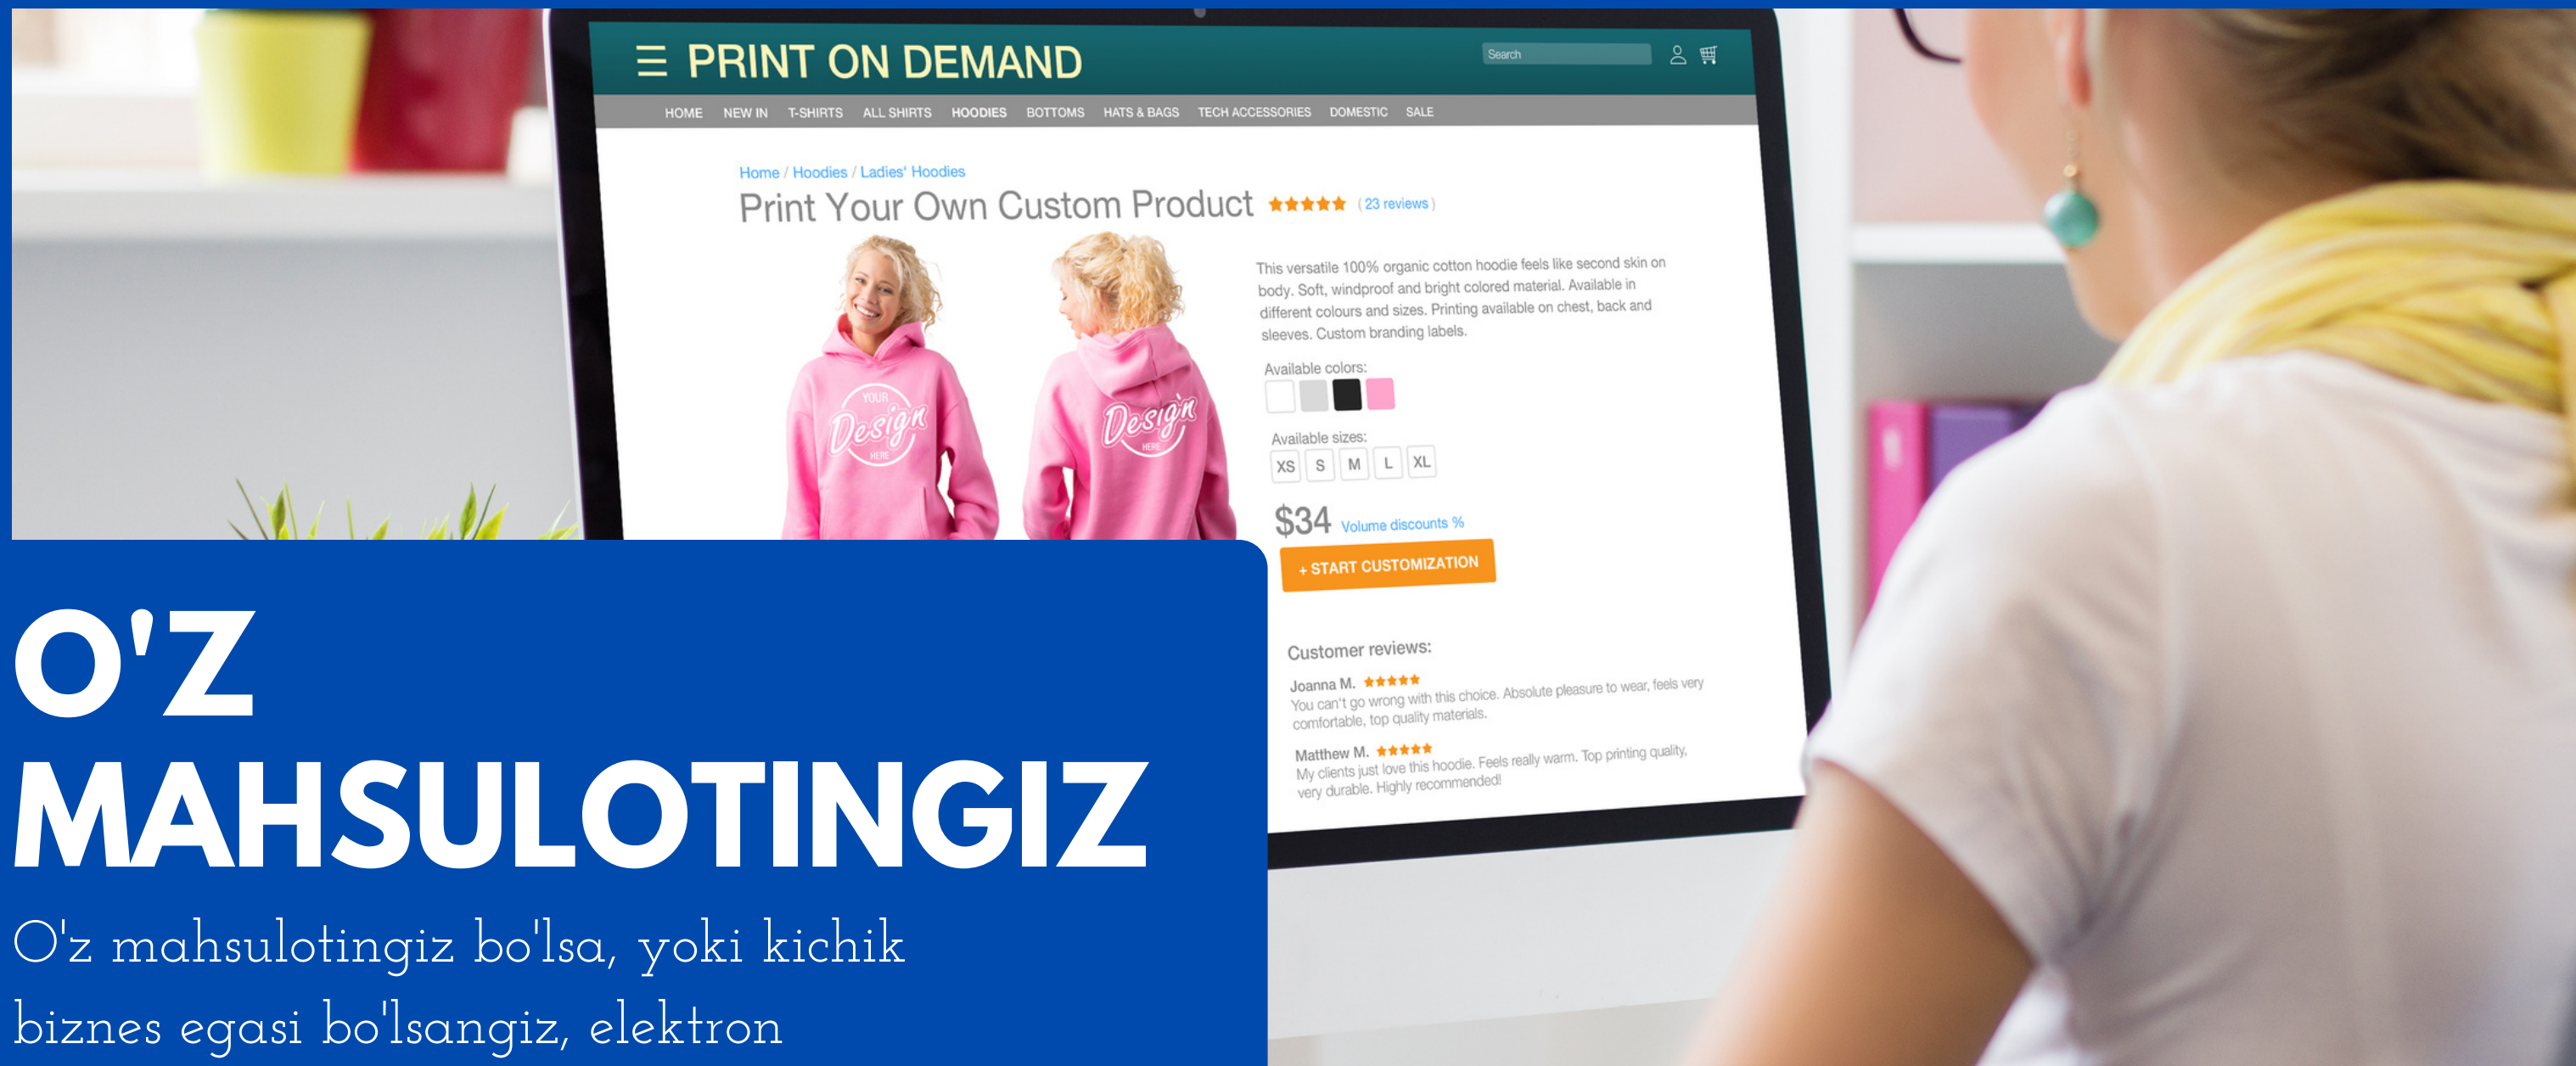 PRINT ON DEMAND
Search
HOME NEW IN T-SHIRTS ALL SHIRTS HOODIES BOTTOMS HATS & BAGS TECH ACCESSORIES DOMESTIC SALE
Home / Hoodies / Ladies' Hoodies
Print Your Own Custom Product ( 23 reviews )
YOUR
Design
HERE
Design
HERE
This versatile 100% organic cotton hoodie feels like second skin on
body. Soft, windproof and bright colored material. Available in
different colours and sizes. Printing available on chest, back and
sleeves. Custom branding labels.
Available colors:
Available sizes:
XS S M L XL
$34 Volume discounts %
+ START CUSTOMIZATION
Customer reviews:
Joanna M.
You can't go wrong with this choice. Absolute pleasure to wear, feels very
comfortable, top quality materials.
Matthew M.
My clients just love this hoodie. Feels really warm. Top printing quality,
very durable. Highly recommended!
O'Z
MAHSULOTINGIZ
O'z mahsulotingiz bo'lsa, yoki kichik
biznes egasi bo'lsangiz, elektron